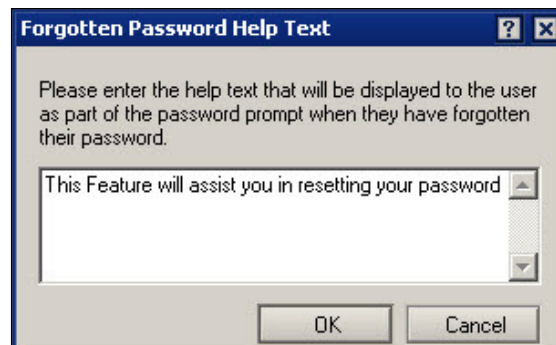 Forgotten Password Help Text
Please enter the help text that will be displayed to the user
as part of the password prompt when they have forgotten
their password.
This Feature will assist you in resetting your password
OK Cancel